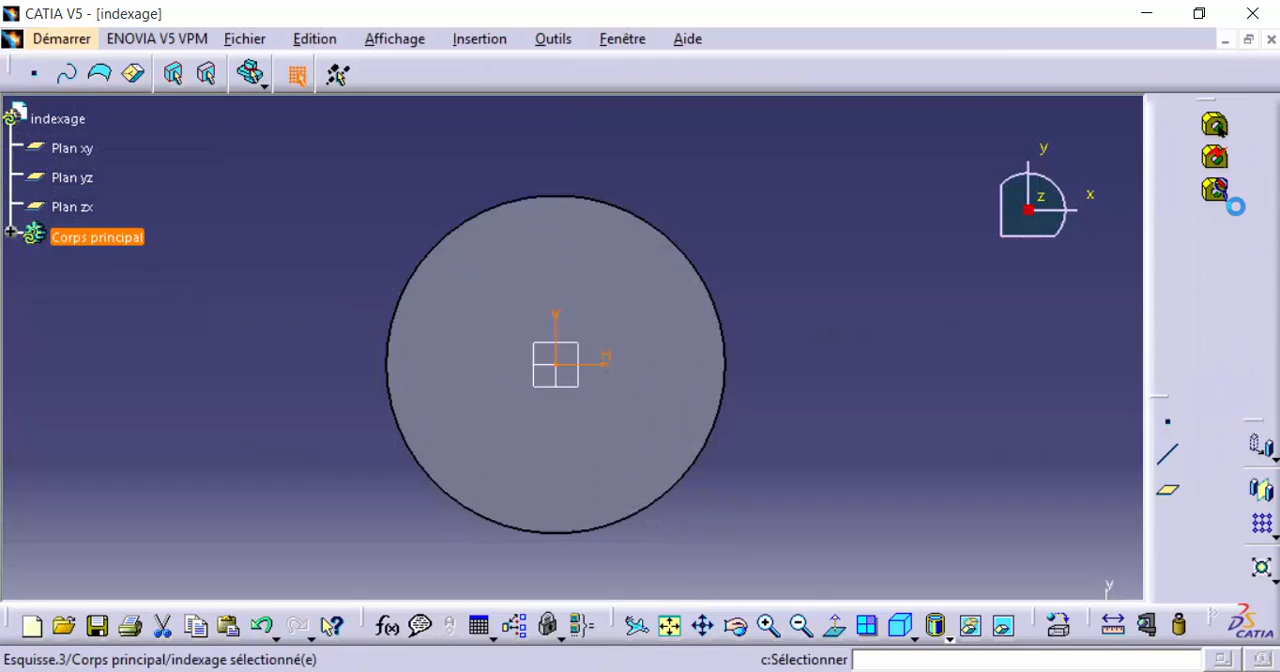 CATIA V5 - [indexage]
Démarrer ENOVIA V5 VPM Fichier Edition Affichage Insertion Outils Fenêtre Aide
indexage
Plan xy
Plan yz
Plan zx
Corps principal
y
x
z
V
H
y
f(x)
CATIA
Esquisse.3/Corps principal/indexage sélectionné(e)
c:Sélectionner